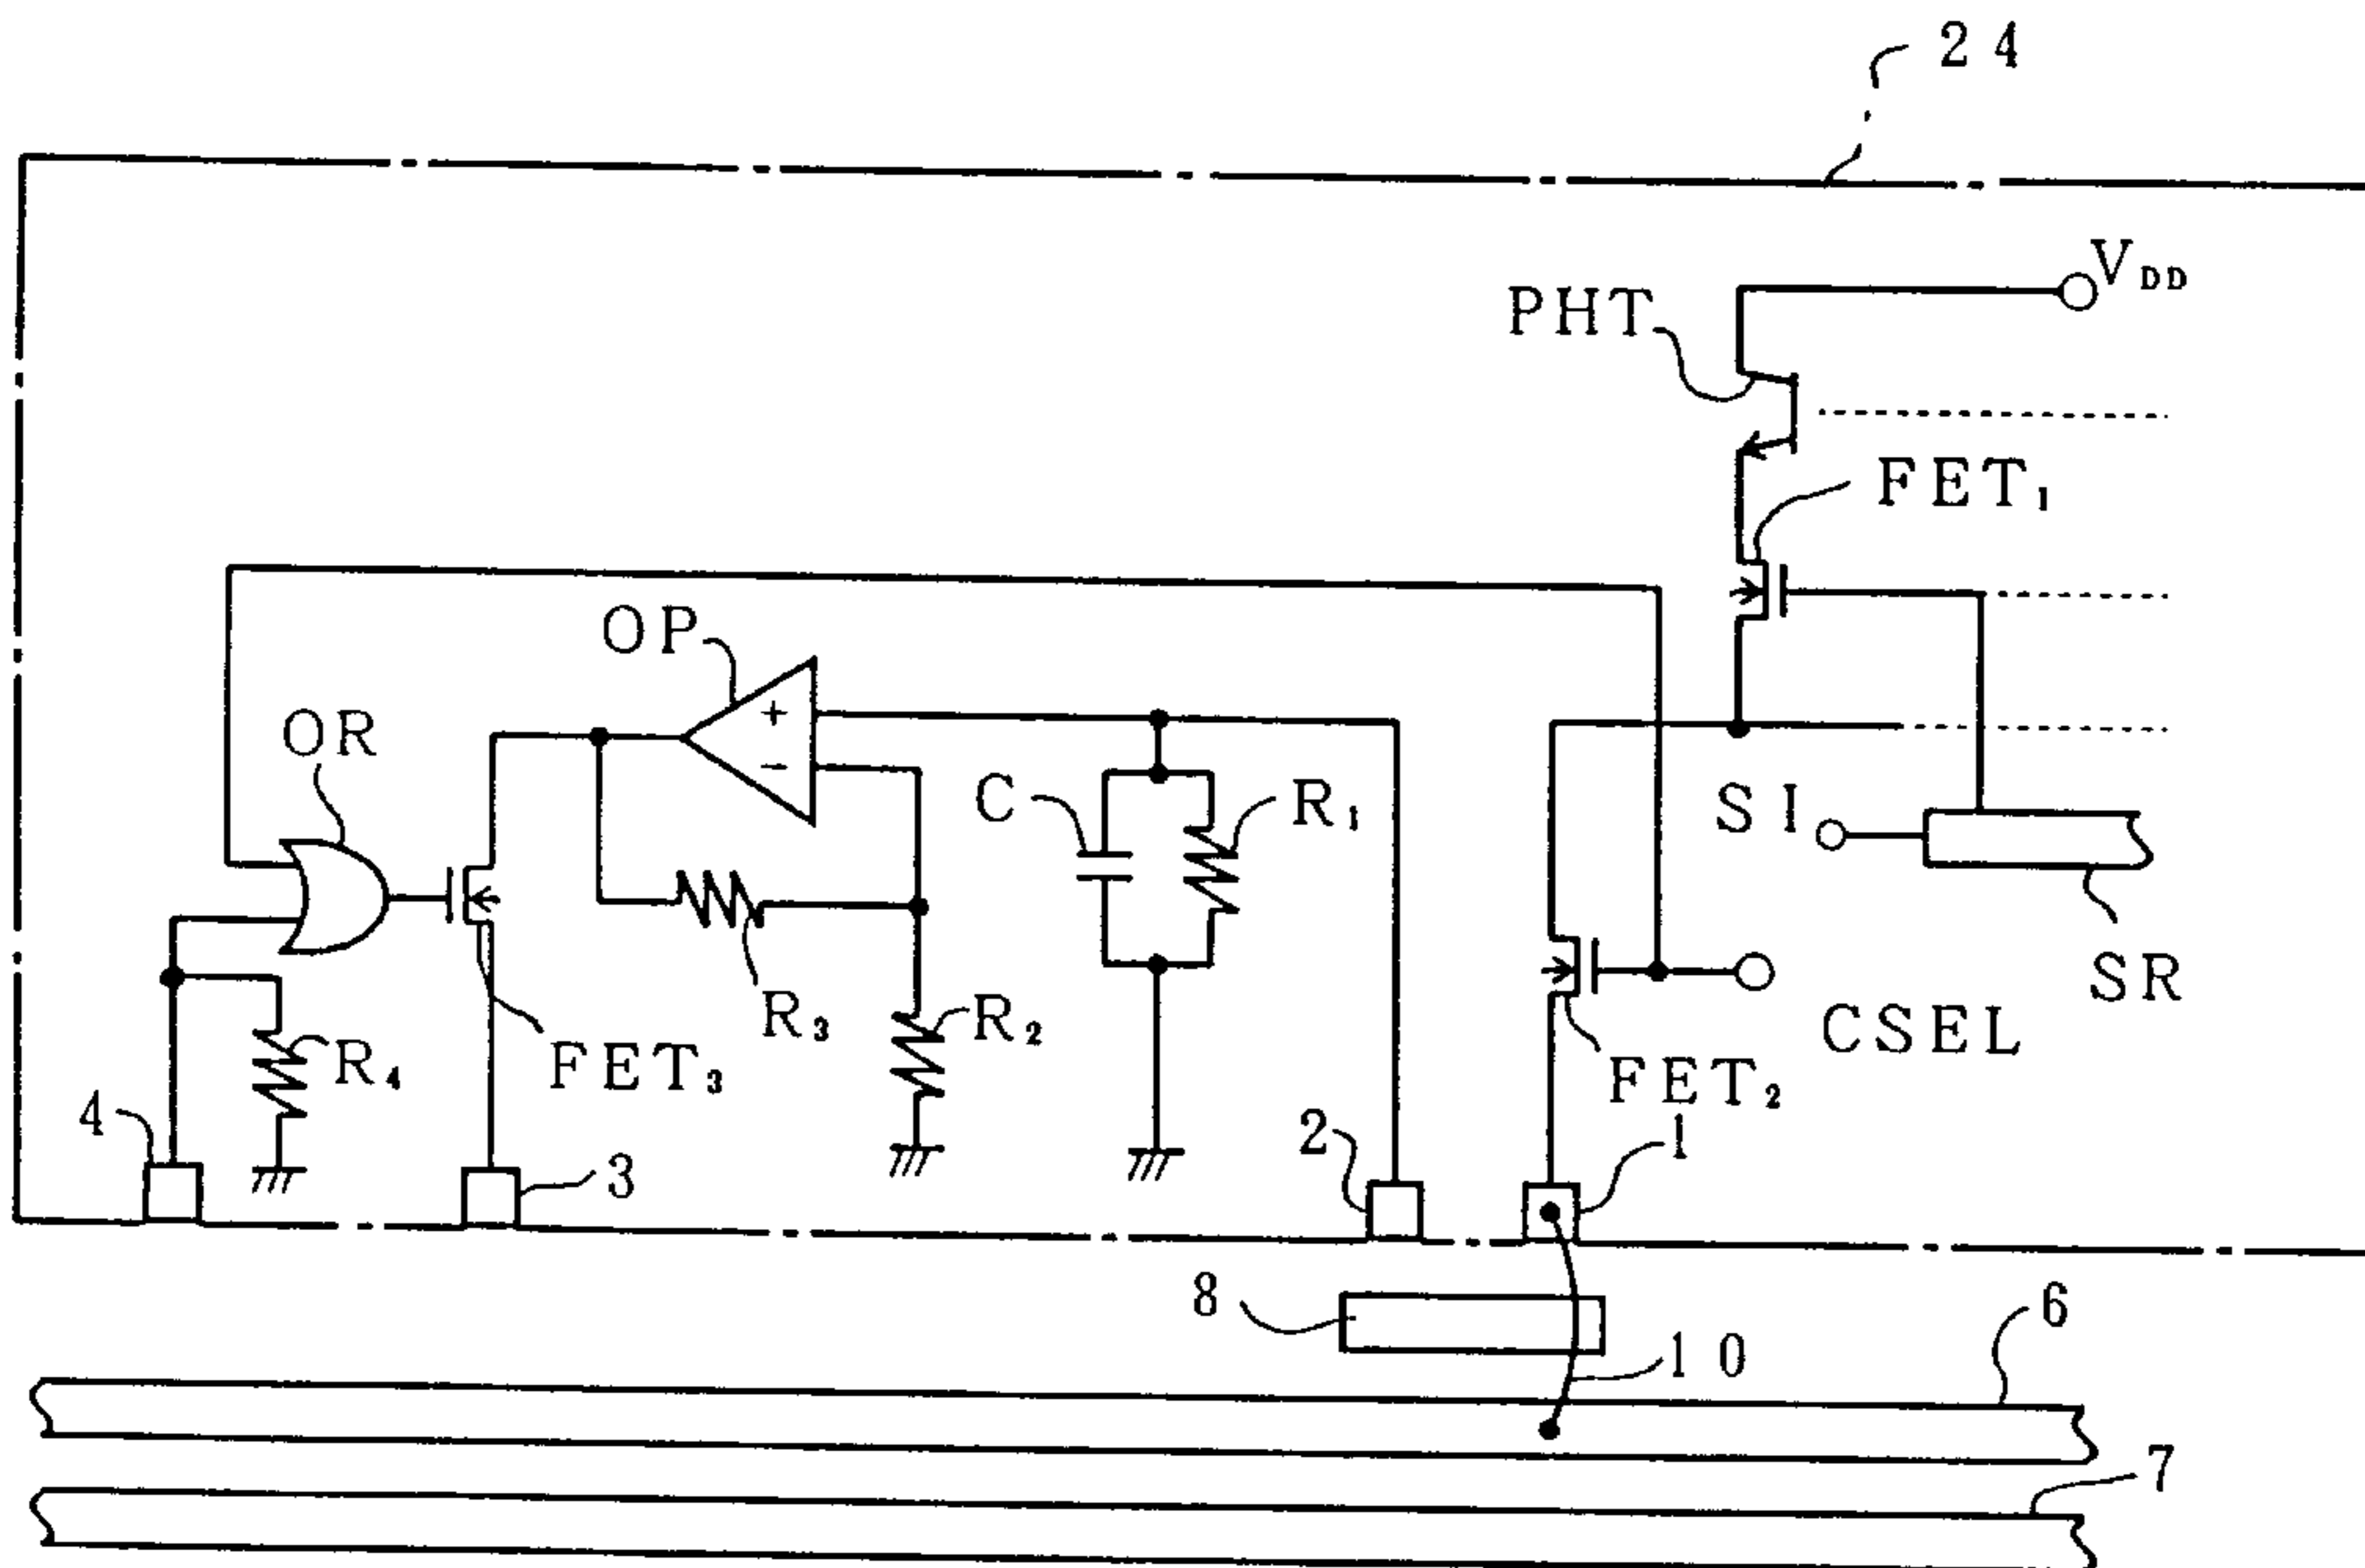 24
V_DD
PHT
FET₁
OP
+
−
OR
C
R₁
SI
SR
R₃
R₂
CSEL
R₄
FET₃
FET₂
4
3
2
1
8
6
10
7